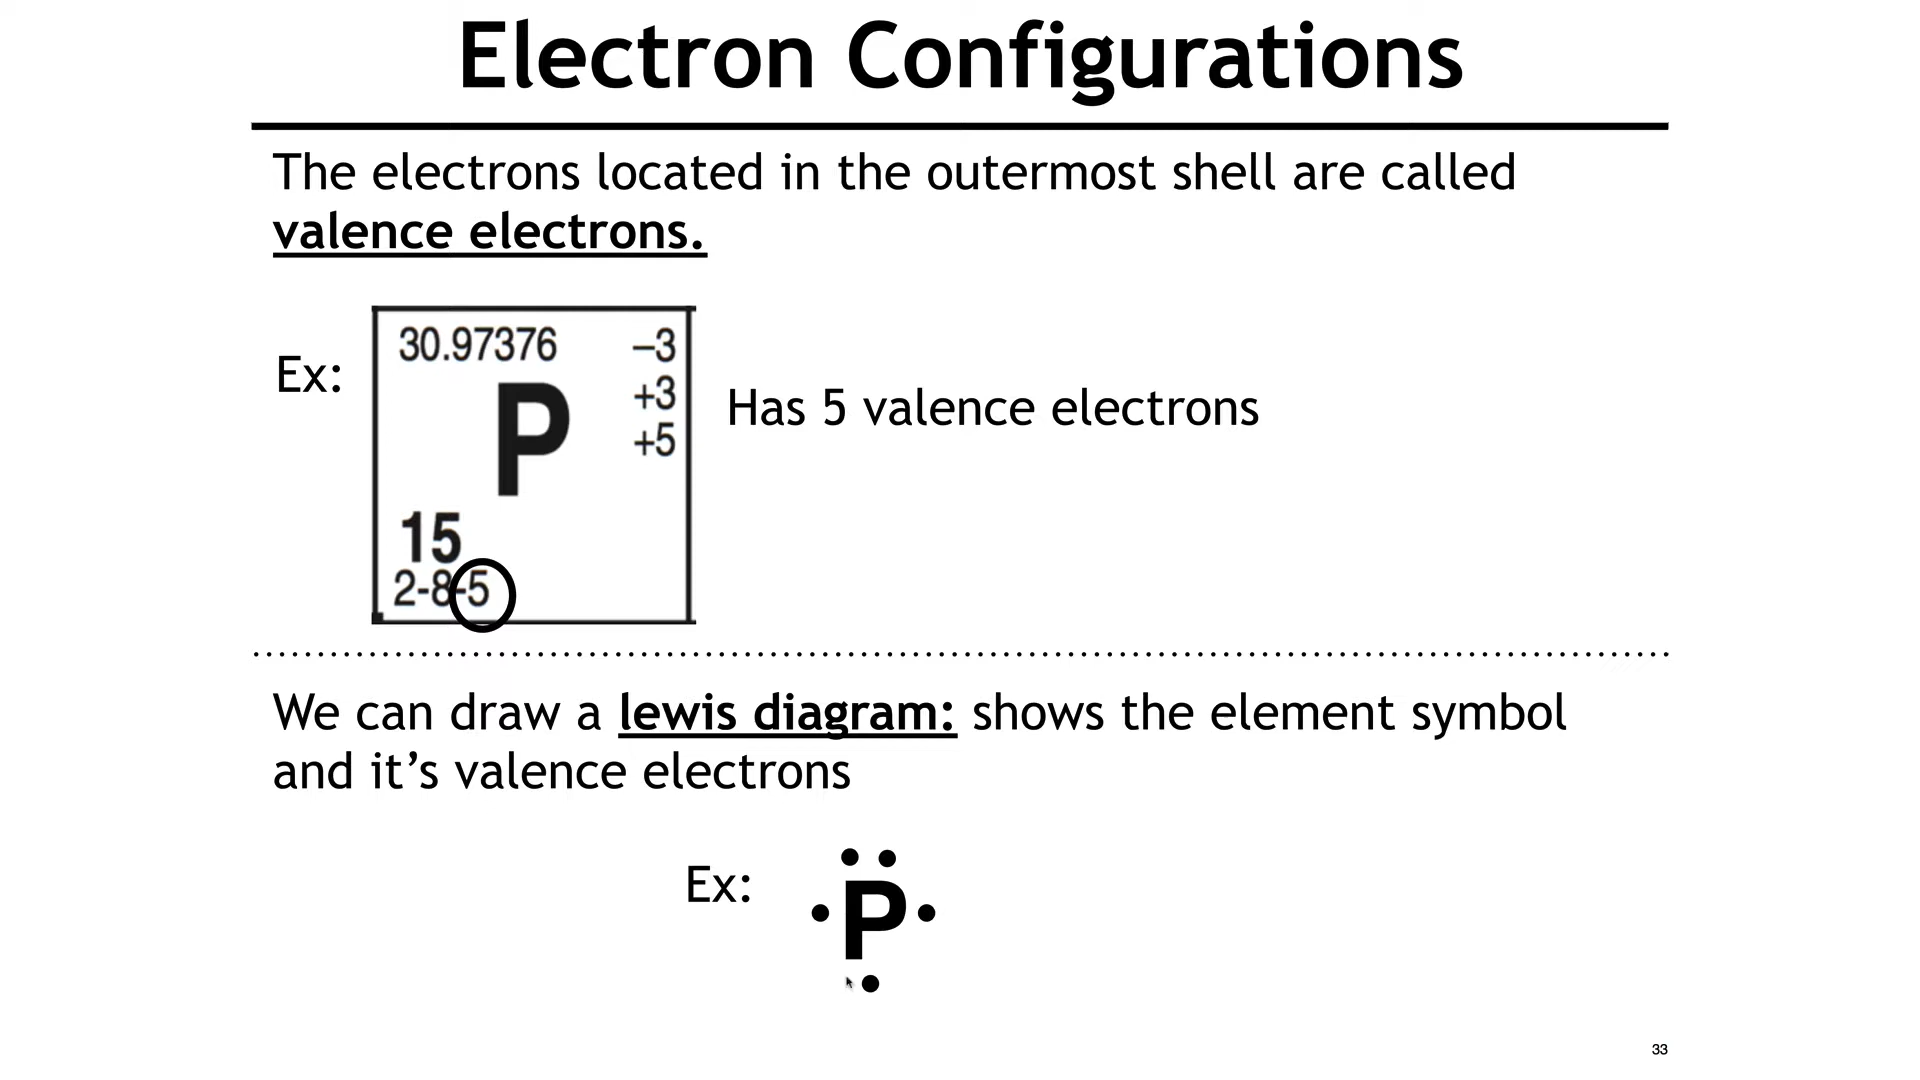 Electron Configurations
The electrons located in the outermost shell are called
valence electrons.
Ex:
30.97376
–3
+3
+5
P
15
2-8-5
Has 5 valence electrons
We can draw a lewis diagram: shows the element symbol
and it’s valence electrons
Ex:
P
33